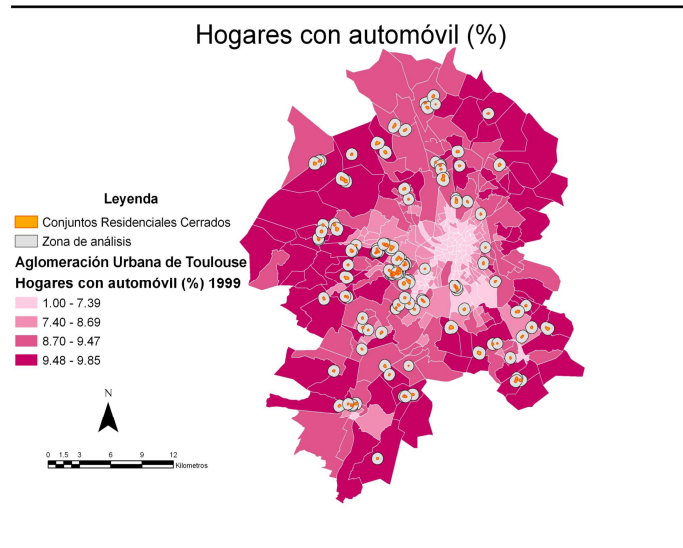 Hogares con automóvil (%)
Leyenda
Conjuntos Residenciales Cerrados
Zona de análisis
Aglomeración Urbana de Toulouse
Hogares con automóvil (%) 1999
1.00 - 7.39
7.40 - 8.69
8.70 - 9.47
9.48 - 9.85
N
0 1.5 3 6 9 12
Kilometros